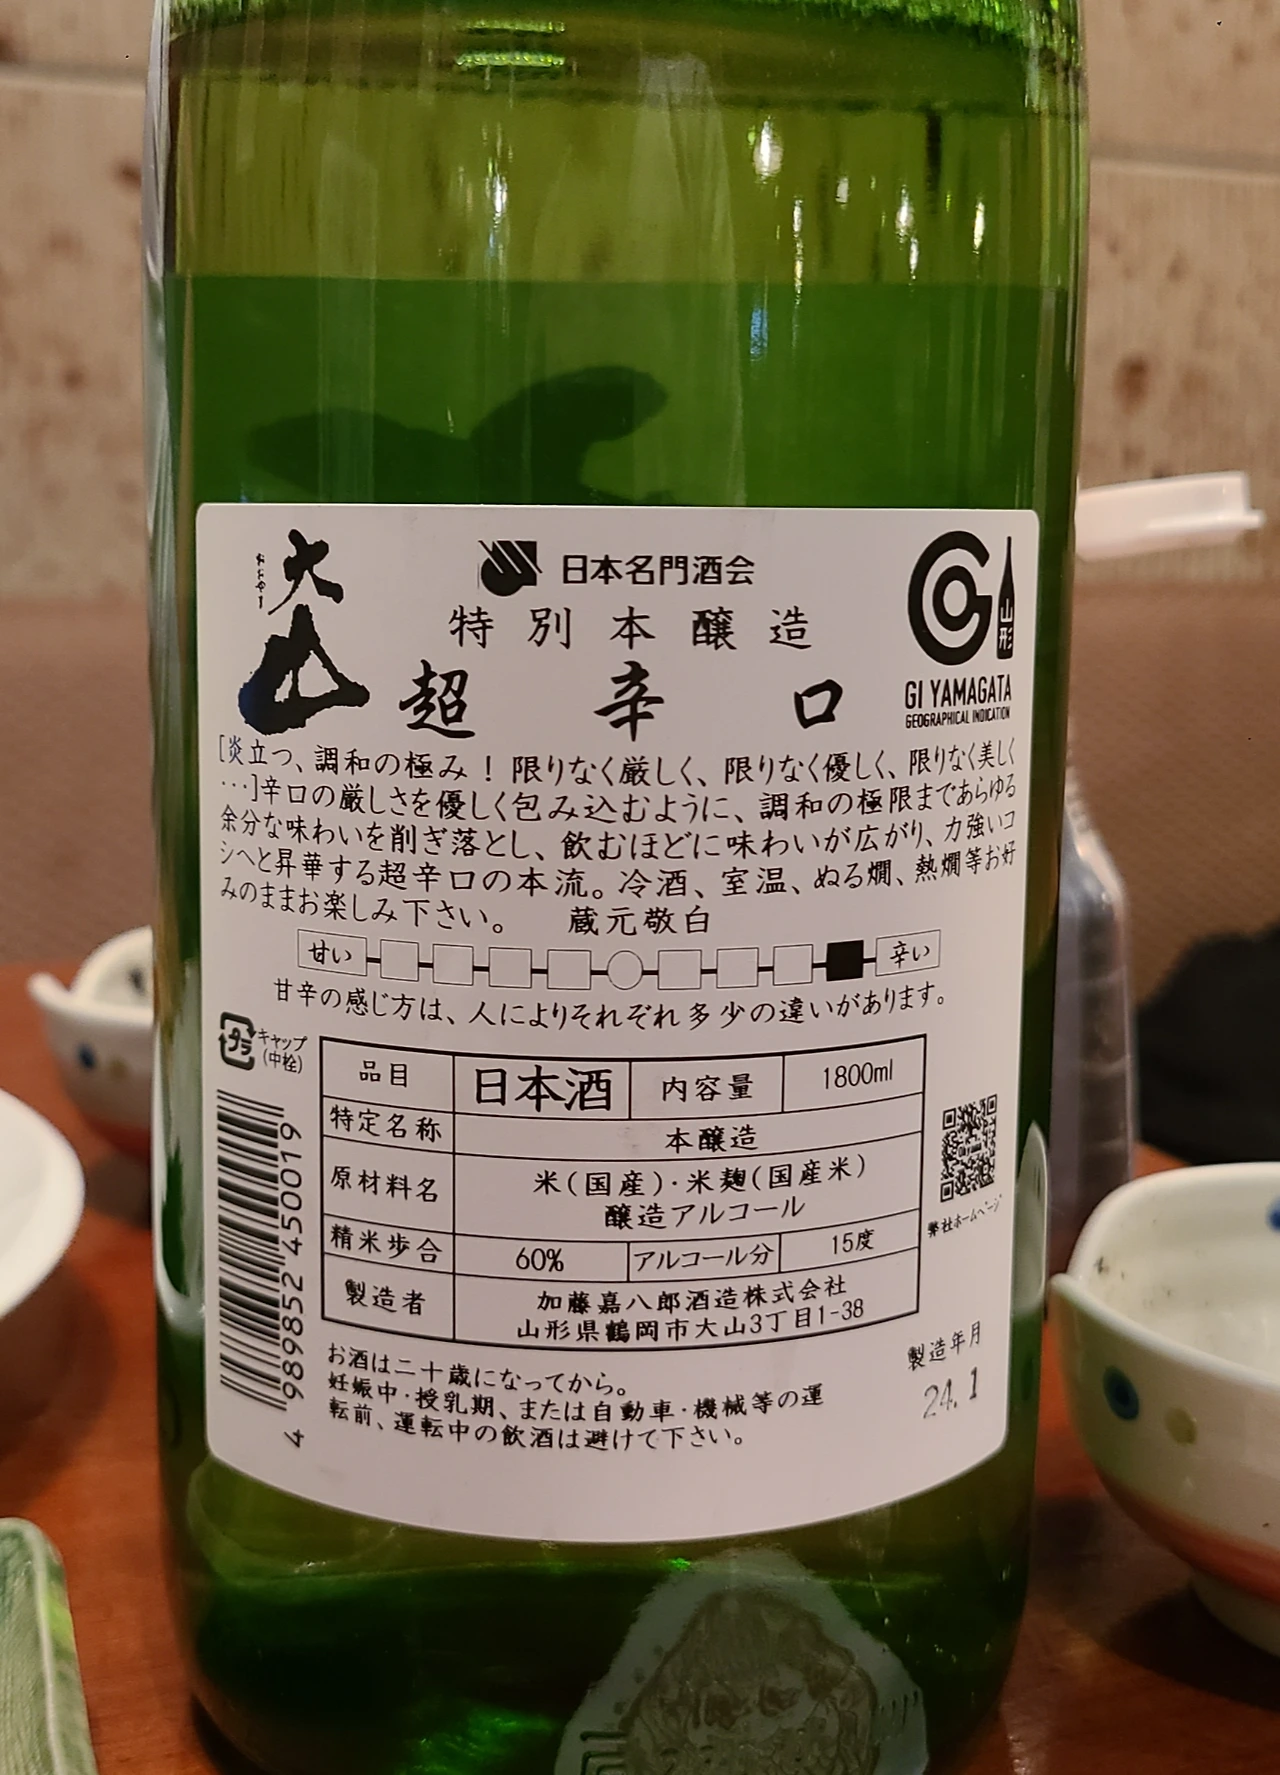 大山
おおやま
日本名門酒会
特別本醸造
超辛口
山形
GI YAMAGATA
GEOGRAPHICAL INDICATION
[炎立つ、調和の極み！限りなく厳しく、限りなく優しく、限りなく美しく
…]辛口の厳しさを優しく包み込むように、調和の極限まであらゆる
余分な味わいを削ぎ落とし、飲むほどに味わいが広がり、力強いコ
シへと昇華する超辛口の本流。冷酒、室温、ぬる燗、熱燗等お好
みのままお楽しみ下さい。 蔵元敬白
甘い 辛い
甘辛の感じ方は、人によりそれぞれ多少の違いがあります。
プラ
キャップ
(中栓)
品目 日本酒 内容量 1800ml
特定名称 本醸造
原材料名 米(国産)・米麹(国産米)
醸造アルコール
精米歩合 60% アルコール分 15度
製造者 加藤嘉八郎酒造株式会社
山形県鶴岡市大山3丁目1-38
弊社ホームページ
4 989852 450019
お酒は二十歳になってから。
妊娠中・授乳期、または自動車・機械等の運
転前、運転中の飲酒は避けて下さい。
製造年月
24.1